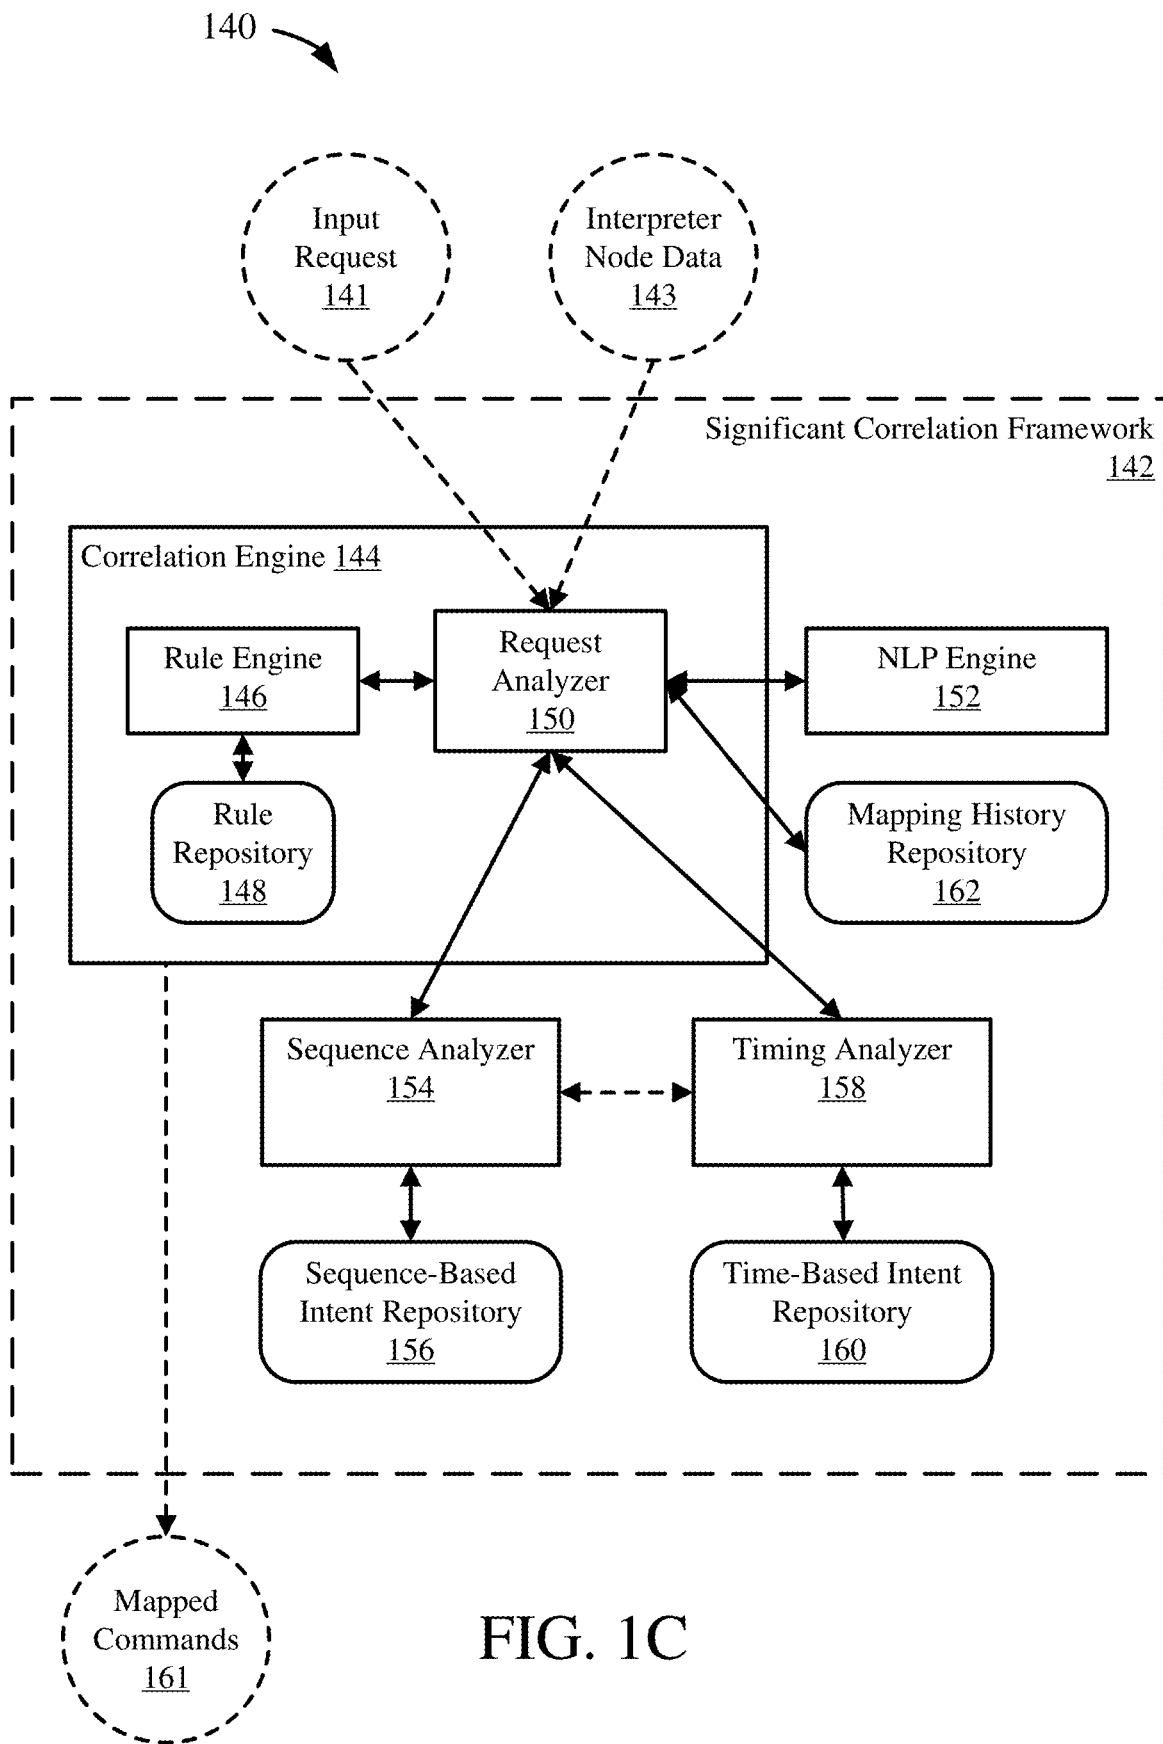 140
Input
Request
141
Interpreter
Node Data
143
Significant Correlation Framework
142
Correlation Engine 144
Rule Engine
146
Request
Analyzer
150
NLP Engine
152
Rule
Repository
148
Mapping History
Repository
162
Sequence Analyzer
154
Timing Analyzer
158
Sequence-Based
Intent Repository
156
Time-Based Intent
Repository
160
Mapped
Commands
161
FIG. 1C